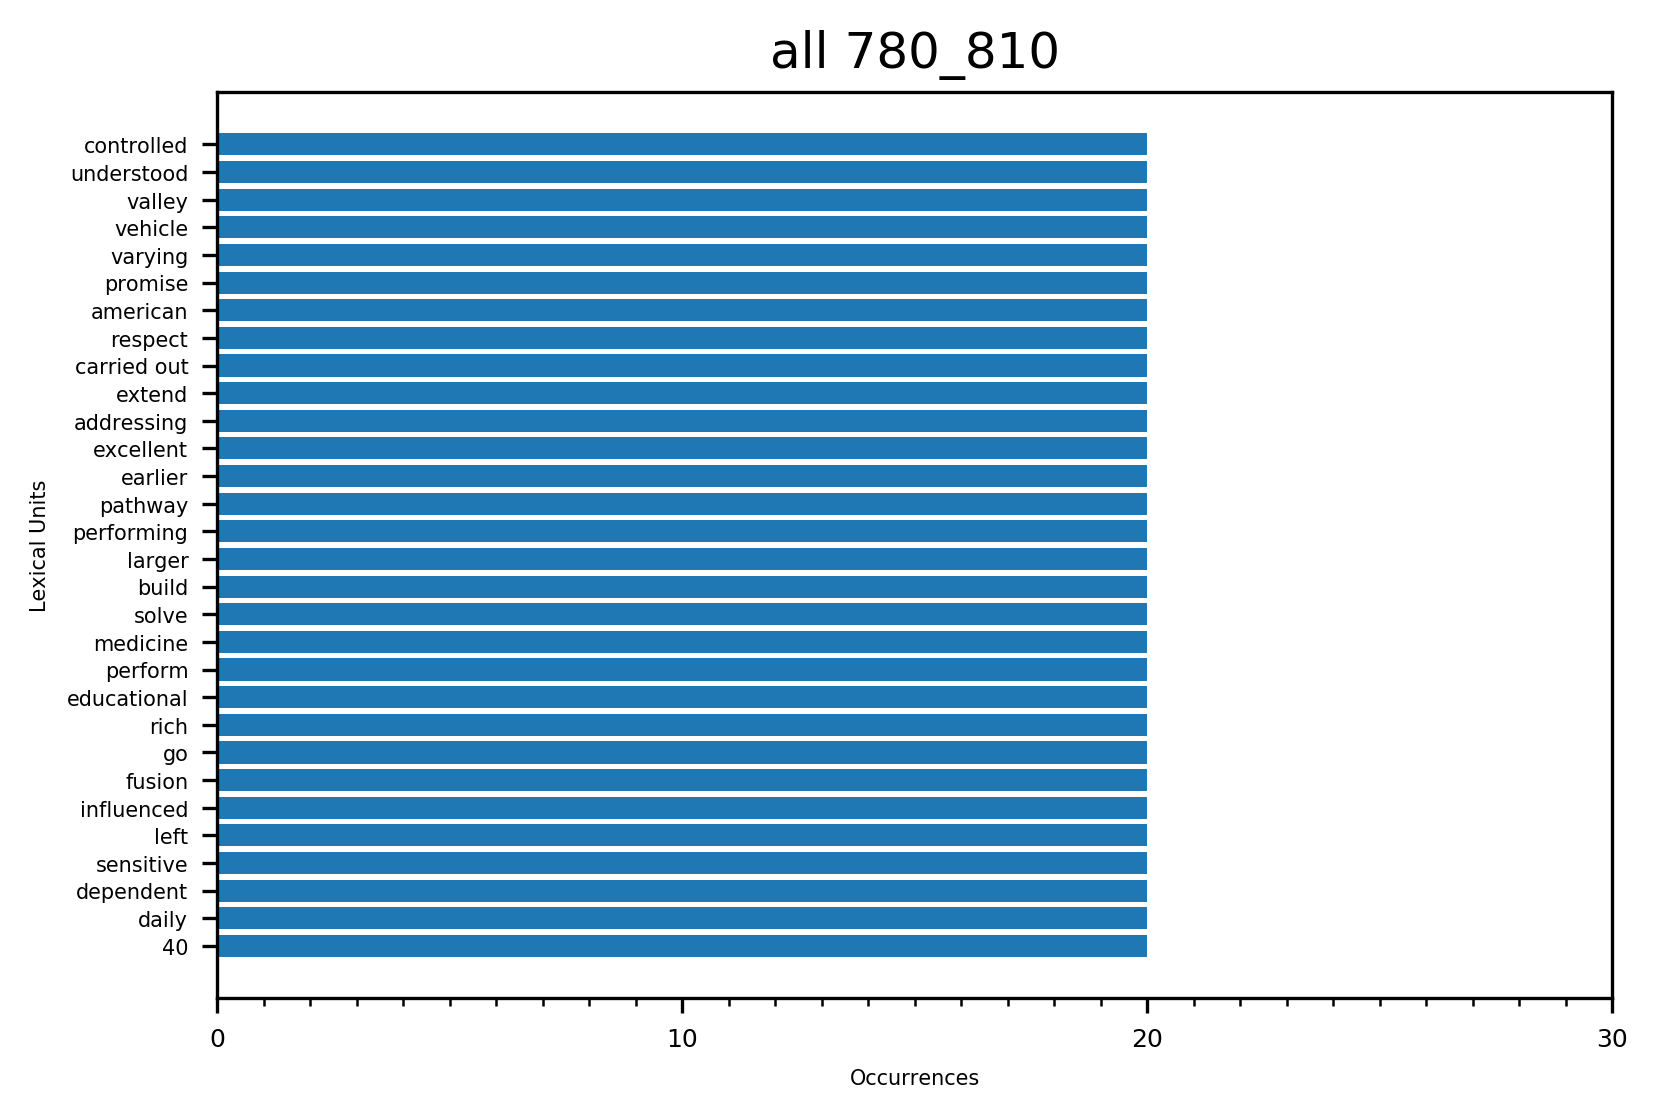 all 780_810
controlled
understood
valley
vehicle
varying
promise
american
respect
carried out
extend
addressing
excellent
earlier
pathway
performing
larger
build
solve
medicine
perform
educational
rich
go
fusion
influenced
left
sensitive
dependent
daily
40
Lexical Units
0 10 20 30
Occurrences